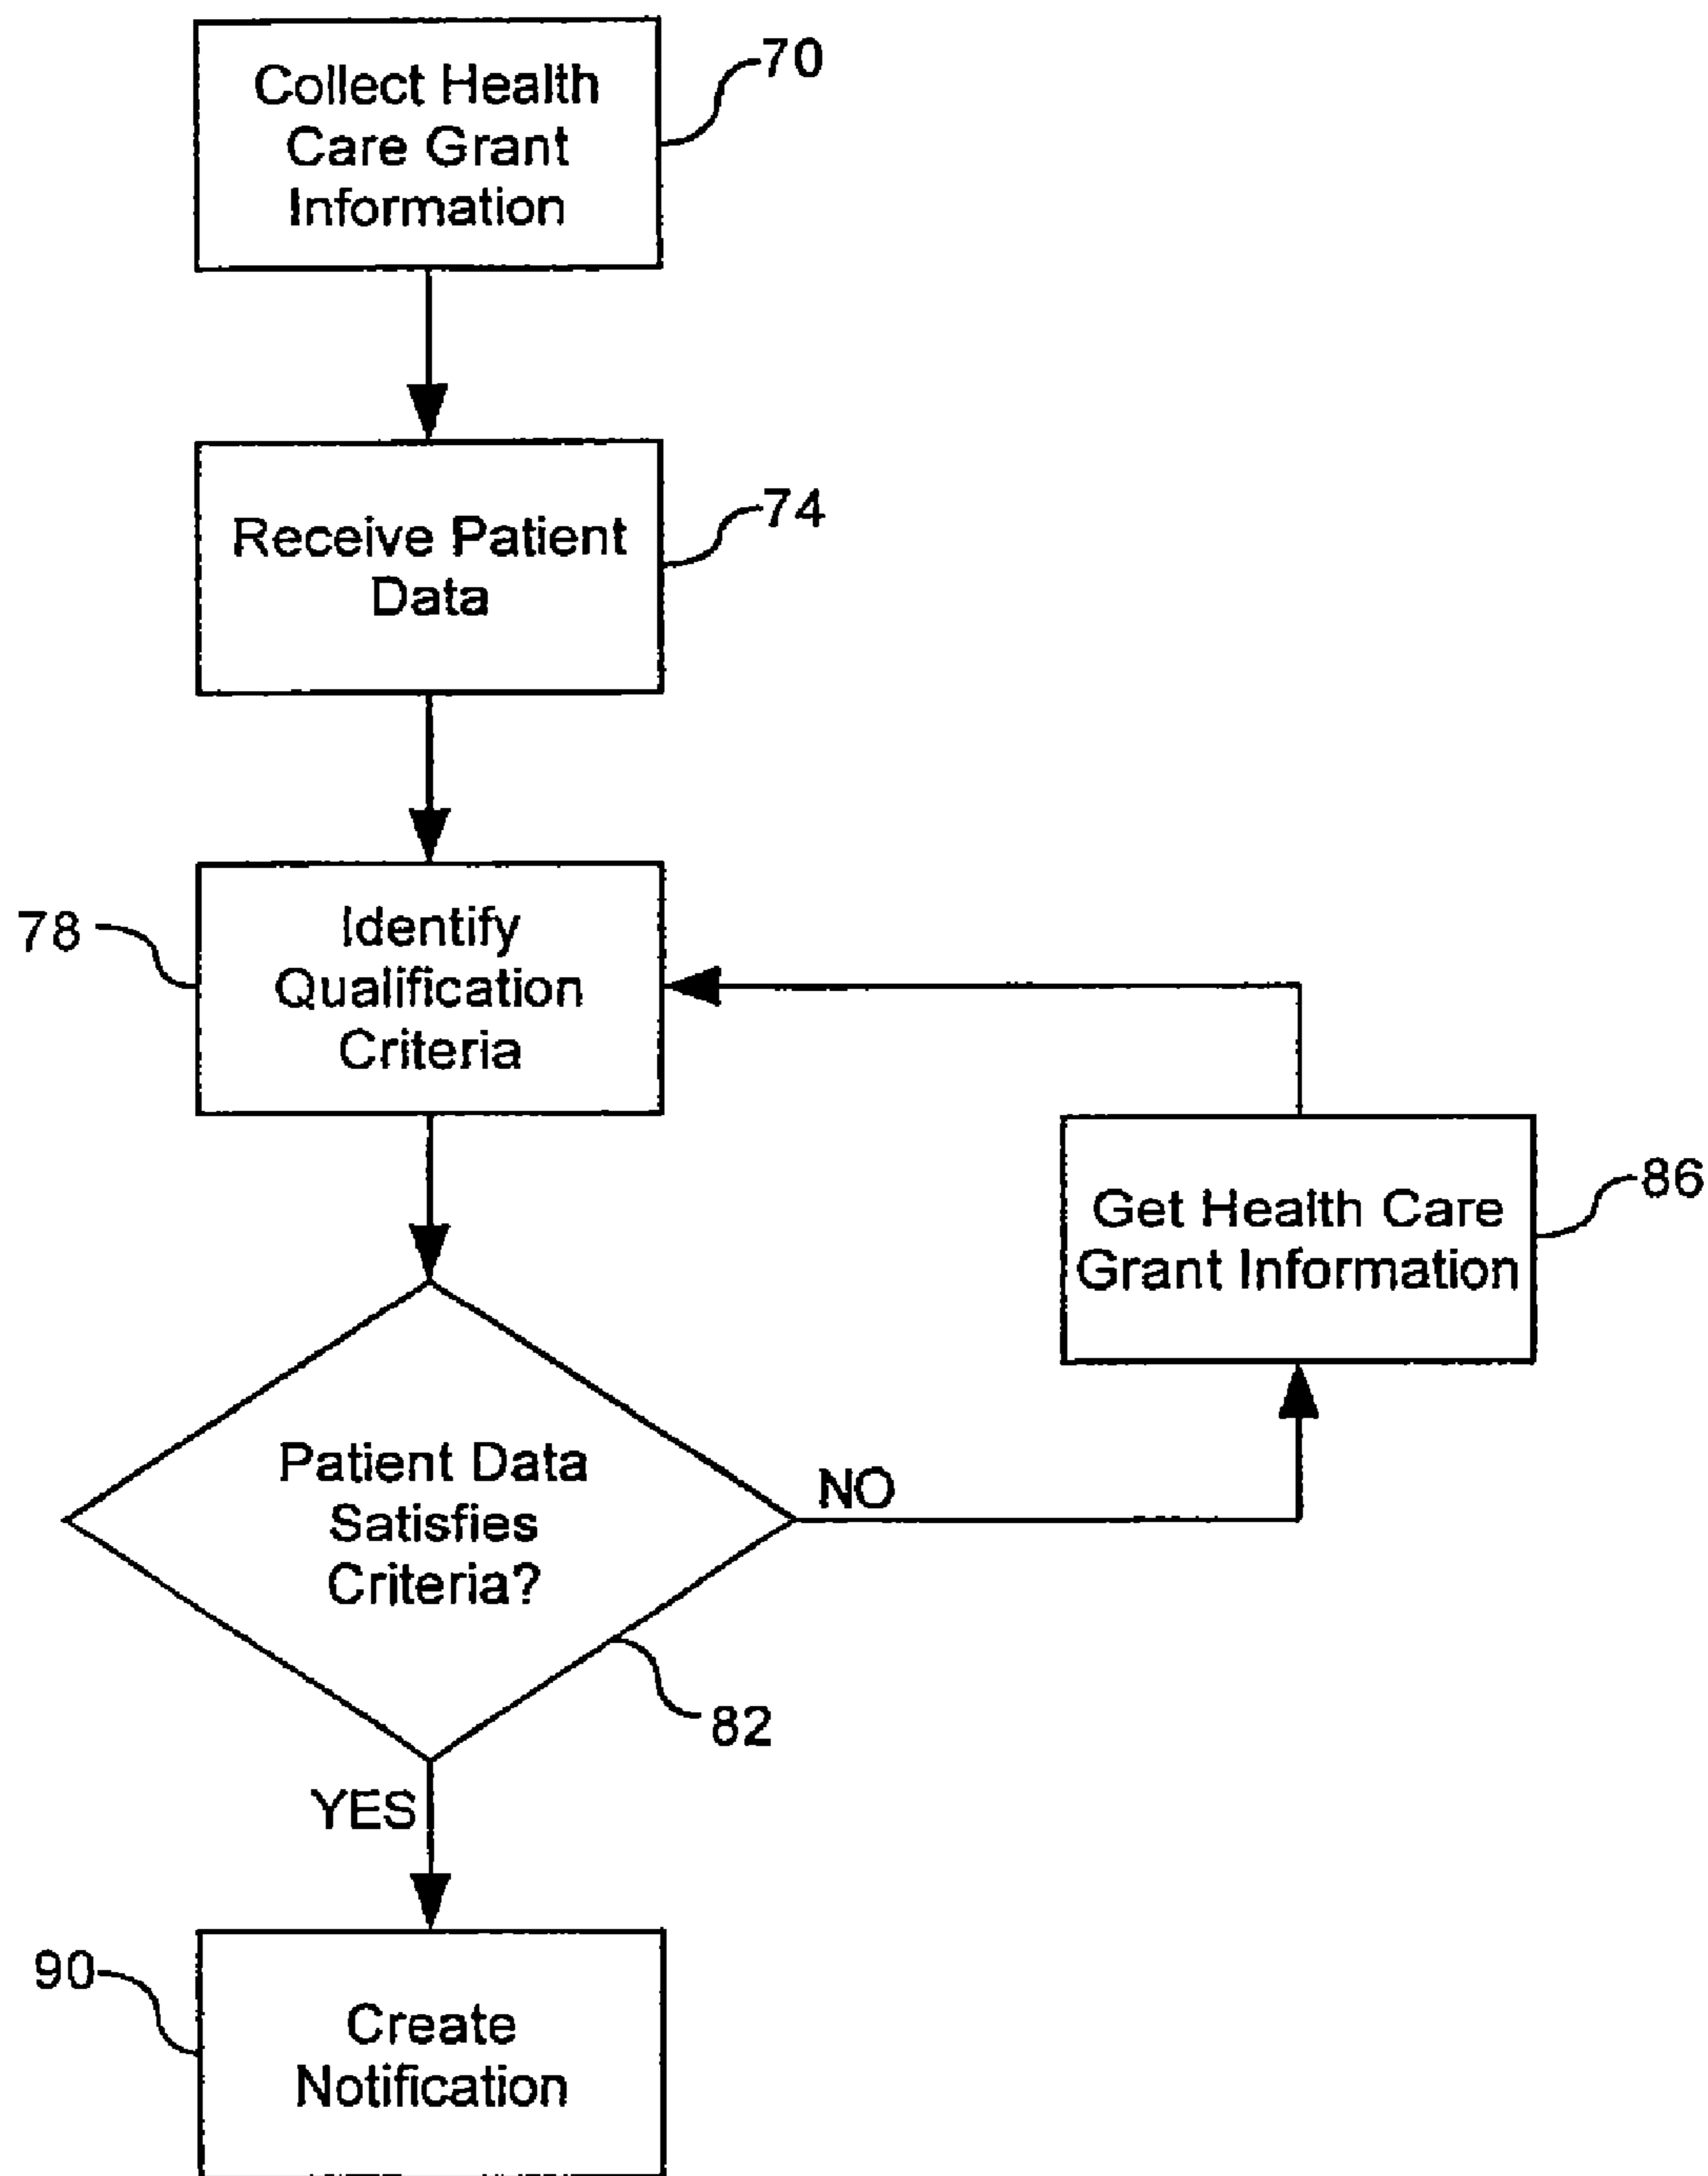 Collect Health
Care Grant
Information
70
Receive Patient
Data
74
78
Identify
Qualification
Criteria
Get Health Care
Grant Information
86
Patient Data
Satisfies
Criteria?
NO
82
YES
90
Create
Notification